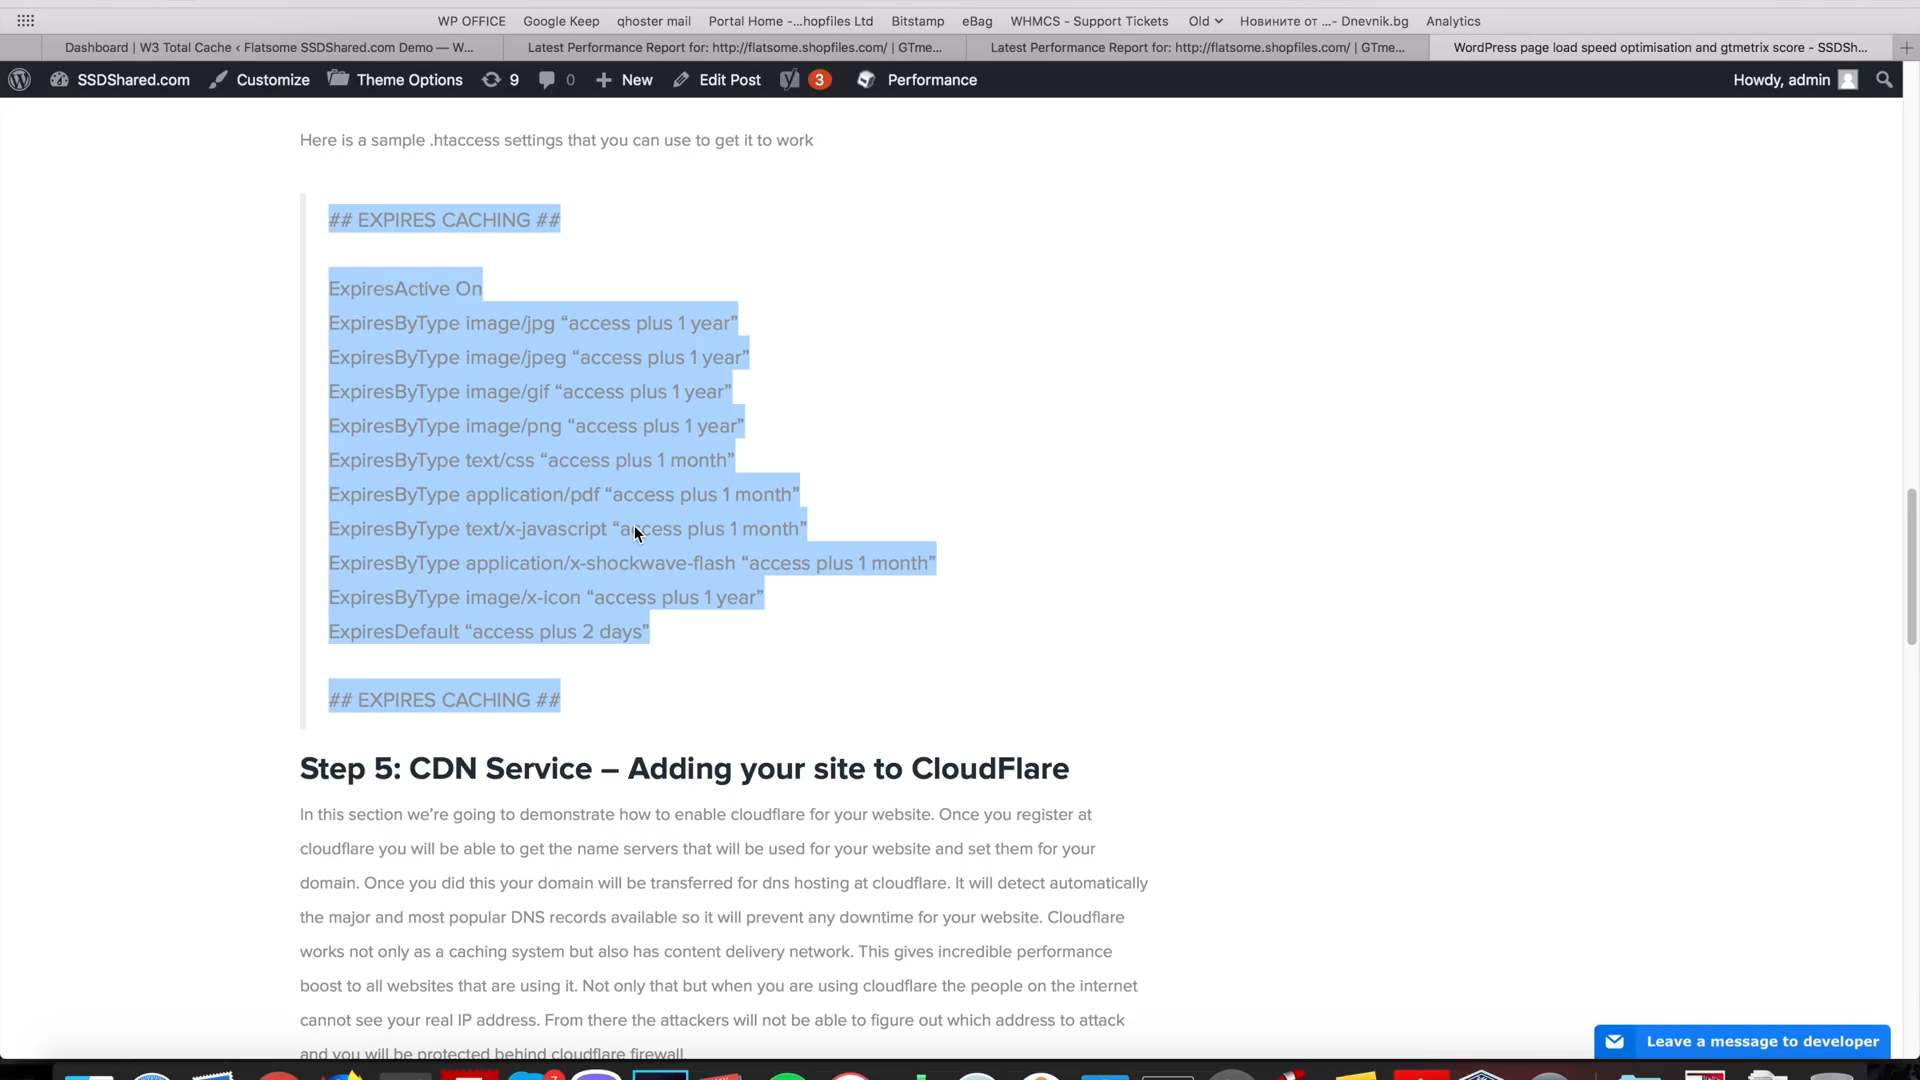 WP OFFICE Google Keep qhoster mail Portal Home -...hopfiles Ltd Bitstamp eBag WHMCS - Support Tickets Old Новините от ...- Dnevnik.bg Analytics
Dashboard | W3 Total Cache ‹ Flatsome SSDShared.com Demo — W... Latest Performance Report for: http://flatsome.shopfiles.com/ | GTme... Latest Performance Report for: http://flatsome.shopfiles.com/ | GTme... WordPress page load speed optimisation and gtmetrix score - SSDSh...
SSDShared.com Customize Theme Options 9 0 New Edit Post 3 Performance Howdy, admin
Here is a sample .htaccess settings that you can use to get it to work
## EXPIRES CACHING ##
ExpiresActive On
ExpiresByType image/jpg “access plus 1 year”
ExpiresByType image/jpeg “access plus 1 year”
ExpiresByType image/gif “access plus 1 year”
ExpiresByType image/png “access plus 1 year”
ExpiresByType text/css “access plus 1 month”
ExpiresByType application/pdf “access plus 1 month”
ExpiresByType text/x-javascript “access plus 1 month”
ExpiresByType application/x-shockwave-flash “access plus 1 month”
ExpiresByType image/x-icon “access plus 1 year”
ExpiresDefault “access plus 2 days”
## EXPIRES CACHING ##
Step 5: CDN Service – Adding your site to CloudFlare
In this section we’re going to demonstrate how to enable cloudflare for your website. Once you register at
cloudflare you will be able to get the name servers that will be used for your website and set them for your
domain. Once you did this your domain will be transferred for dns hosting at cloudflare. It will detect automatically
the major and most popular DNS records available so it will prevent any downtime for your website. Cloudflare
works not only as a caching system but also has content delivery network. This gives incredible performance
boost to all websites that are using it. Not only that but when you are using cloudflare the people on the internet
cannot see your real IP address. From there the attackers will not be able to figure out which address to attack
and you will be protected behind cloudflare firewall.
Leave a message to developer
7